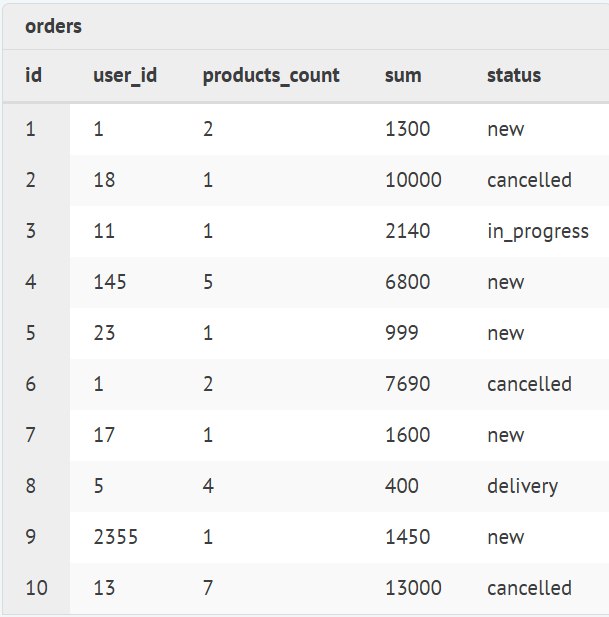 orders
id user_id products_count sum status
1 1 2 1300 new
2 18 1 10000 cancelled
3 11 1 2140 in_progress
4 145 5 6800 new
5 23 1 999 new
6 1 2 7690 cancelled
7 17 1 1600 new
8 5 4 400 delivery
9 2355 1 1450 new
10 13 7 13000 cancelled